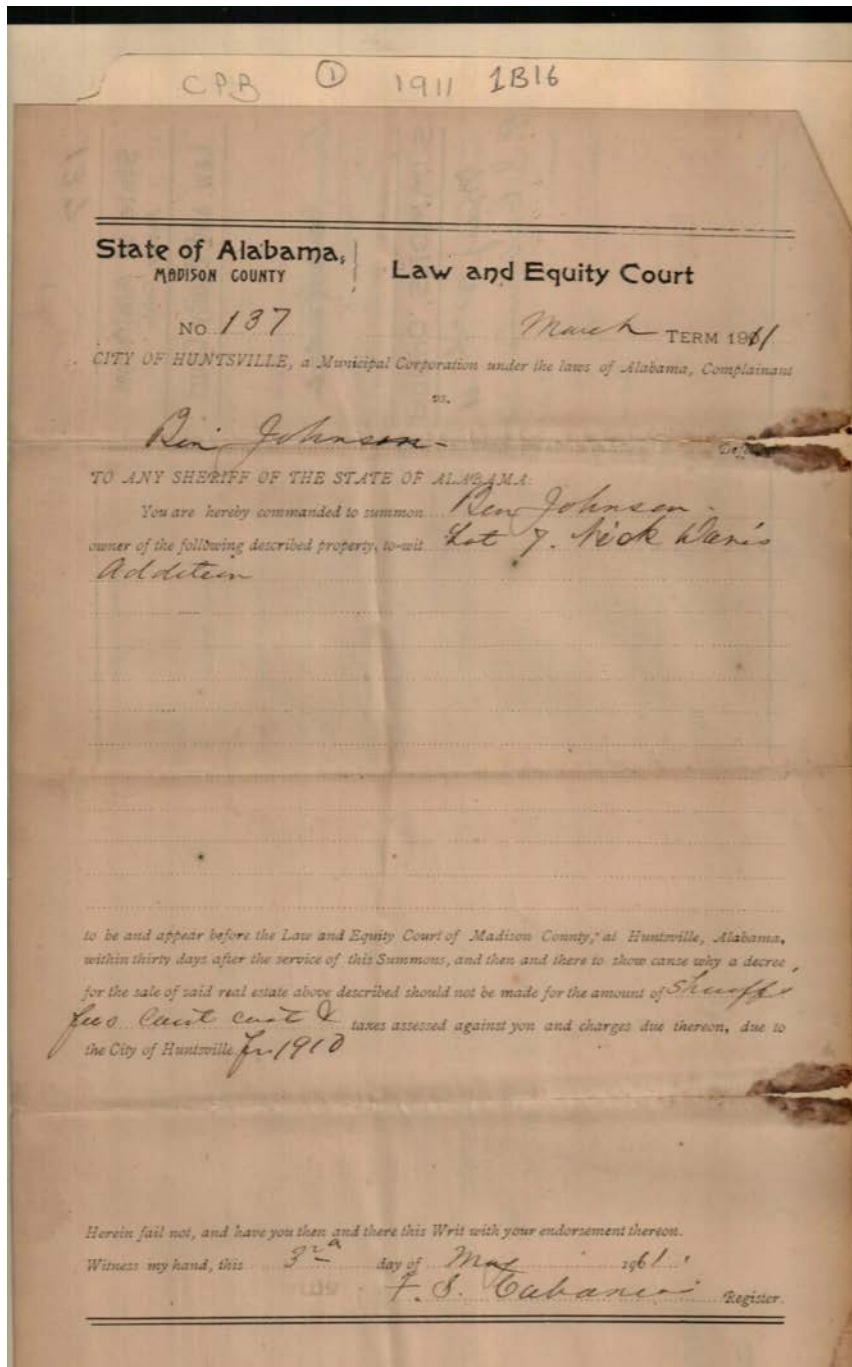 CPB ① 1911 1B16
State of Alabama,
MADISON COUNTY
Law and Equity Court
No. 137 March TERM 1911
CITY OF HUNTSVILLE, a Municipal Corporation under the laws of Alabama, Complainant
vs.
Ben Johnson
TO ANY SHERIFF OF THE STATE OF ALABAMA:
You are hereby commanded to summon Ben Johnson
owner of the following described property, to-wit Lot 7. Nick Davis
Addition
to be and appear before the Law and Equity Court of Madison County, at Huntsville, Alabama,
within thirty days after the service of this Summons, and then and there to show cause why a decree
for the sale of said real estate above described should not be made for the amount of Sheriff's
fees Court cost & taxes assessed against you and charges due thereon, due to
the City of Huntsville for 1910
Herein fail not, and have you then and there this Writ with your endorsement thereon.
Witness my hand, this 3rd day of May 1911.
F. S. Cabaniss Register.